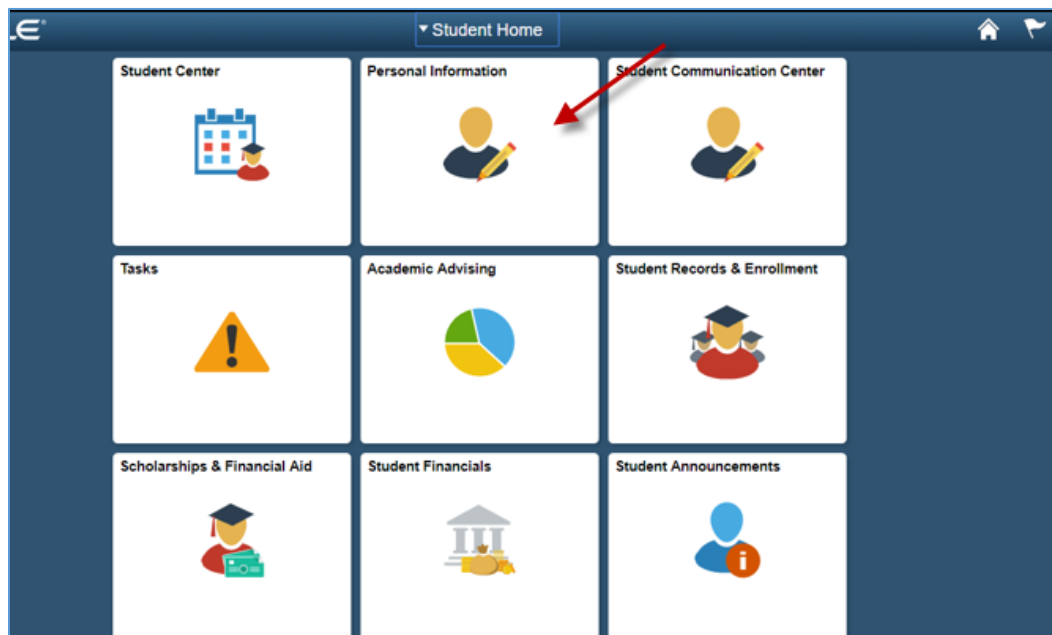 LE®
Student Home
Student Center
Personal Information
Student Communication Center
Tasks
Academic Advising
Student Records & Enrollment
Scholarships & Financial Aid
Student Financials
Student Announcements